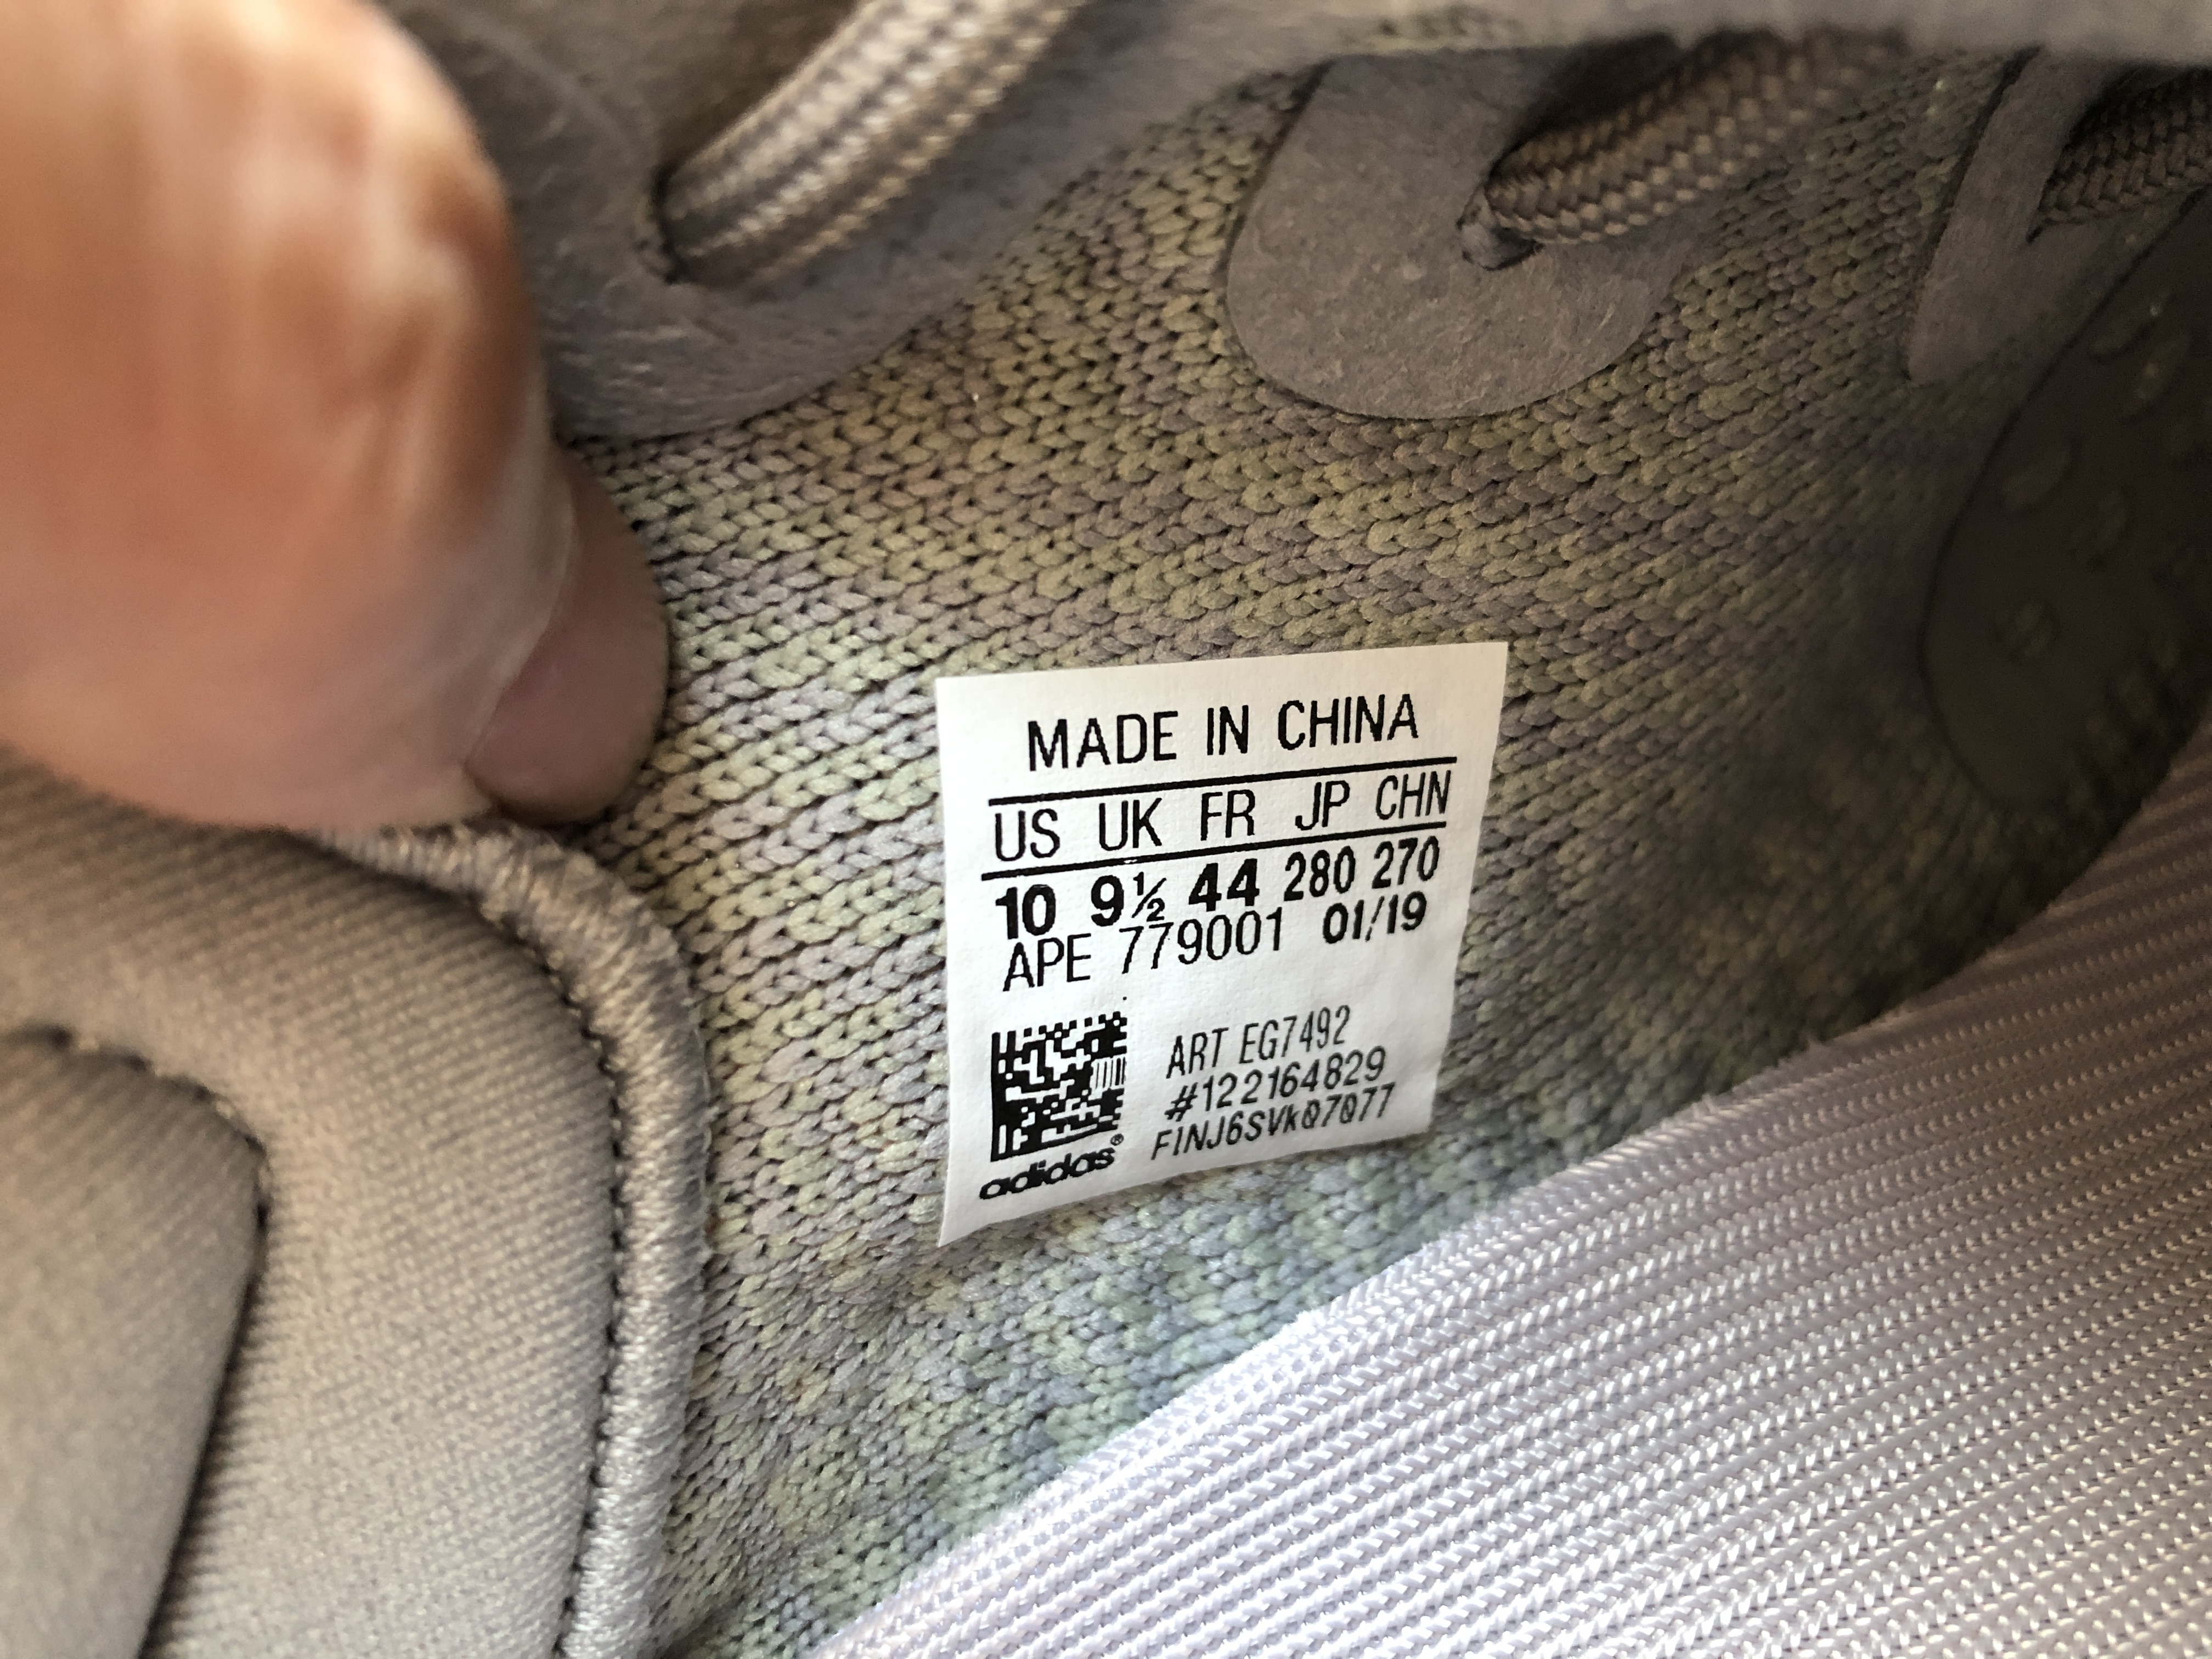 MADE IN CHINA
US UK FR JP CHN
10 9½ 44 280 270
APE 779001 01/19
ART EG7492
#122164829
FINJ6SVkQ7077
adidas®